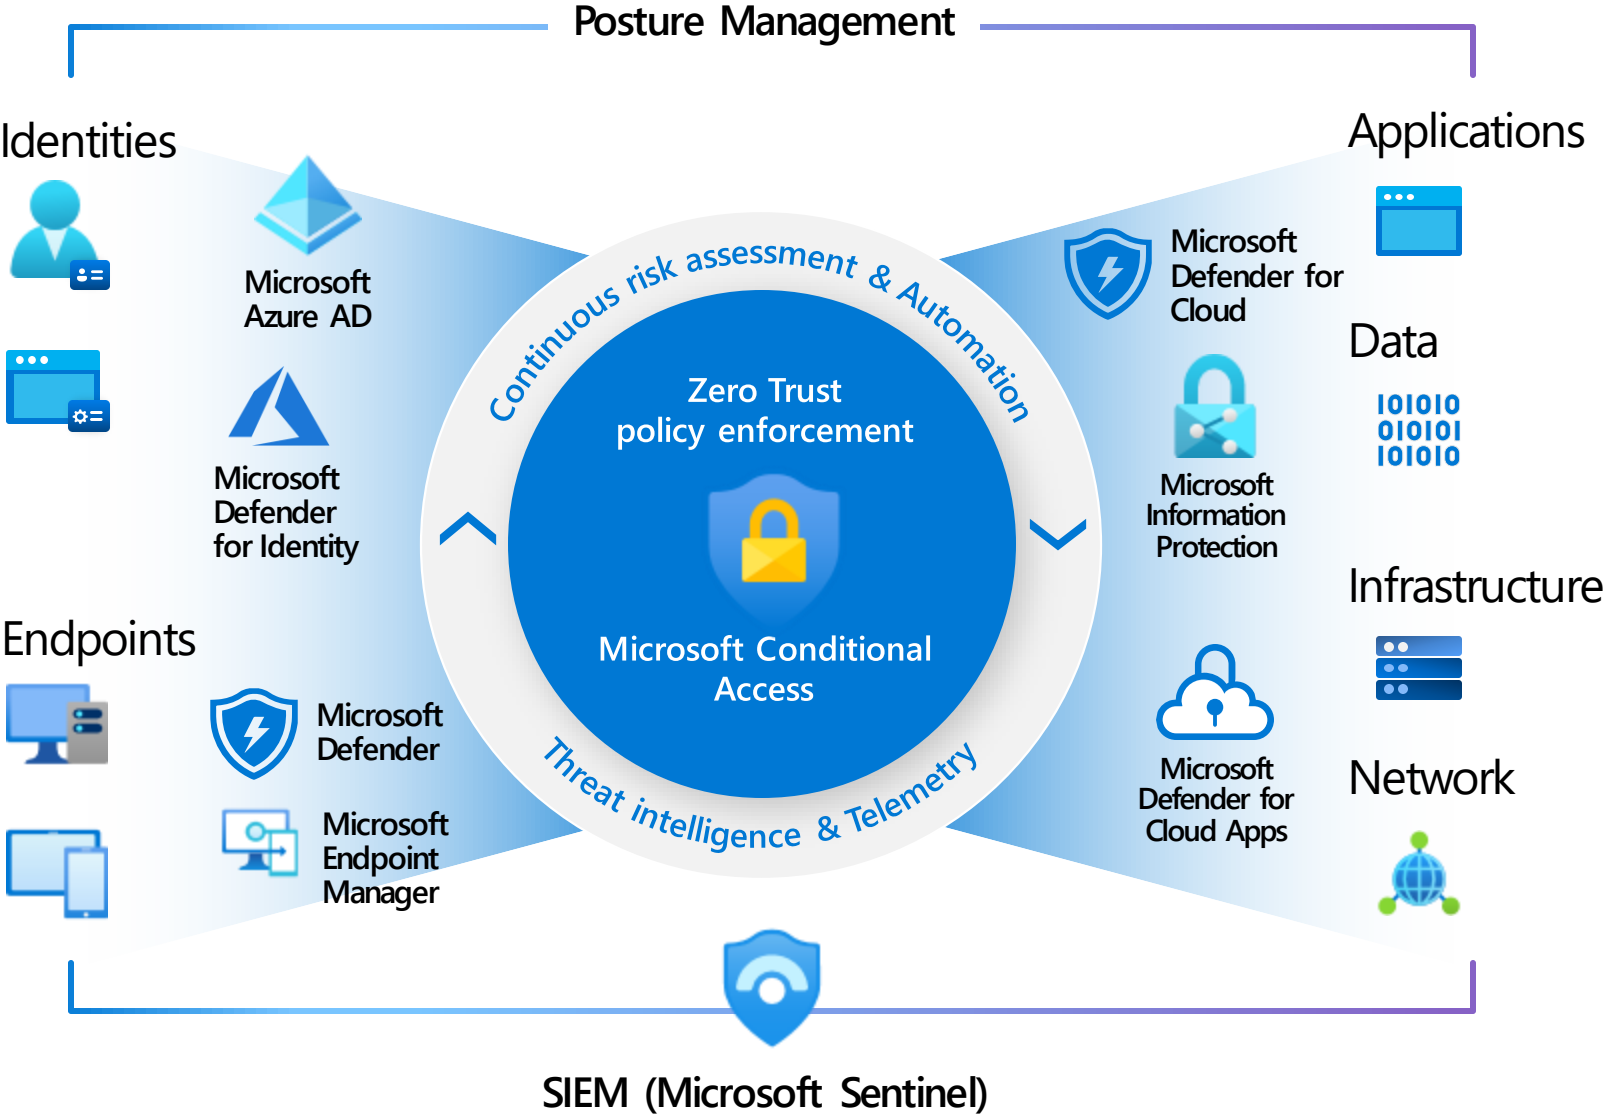 Posture Management
Identities
Microsoft
Azure AD
Microsoft
Defender
for Identity
Endpoints
Microsoft
Defender
Microsoft
Endpoint
Manager
Continuous risk assessment & Automation
Zero Trust
policy enforcement
Microsoft Conditional
Access
Threat intelligence & Telemetry
Microsoft
Defender for
Cloud
Microsoft
Information
Protection
Microsoft
Defender for
Cloud Apps
Applications
Data
101010
010101
101010
Infrastructure
Network
SIEM (Microsoft Sentinel)